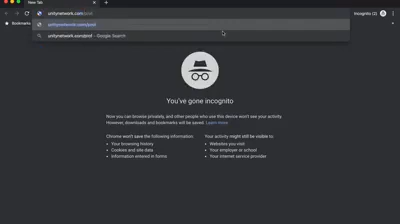 New Tab
unitynetwork.com/post
Incognito (2)
Bookmarks
unitynetwork.com/post
unitynetwork.com/prof - Google Search
You've gone incognito
Now you can browse privately, and other people who use this device won't see your activity.
However, downloads and bookmarks will be saved. Learn more
Chrome won't save the following information:
• Your browsing history
• Cookies and site data
• Information entered in forms
Your activity might still be visible to:
• Websites you visit
• Your employer or school
• Your internet service provider